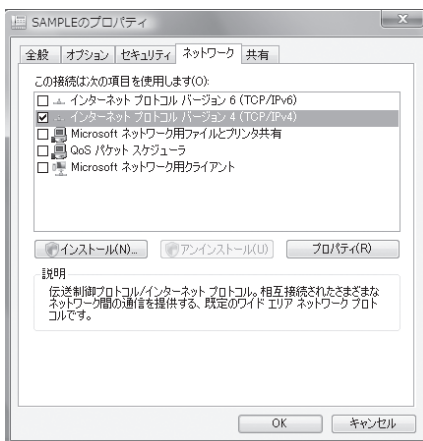 SAMPLEのプロパティ
全般 オプション セキュリティ ネットワーク 共有
この接続は次の項目を使用します(O):
インターネット プロトコル バージョン 6 (TCP/IPv6)
インターネット プロトコル バージョン 4 (TCP/IPv4)
Microsoft ネットワーク用ファイルとプリンタ共有
QoS パケット スケジューラ
Microsoft ネットワーク用クライアント
インストール(N)... アンインストール(U) プロパティ(R)
説明
伝送制御プロトコル/インターネット プロトコル。相互接続されたさまざまな
ネットワーク間の通信を提供する、既定のワイド エリア ネットワーク プロト
コルです。
OK キャンセル